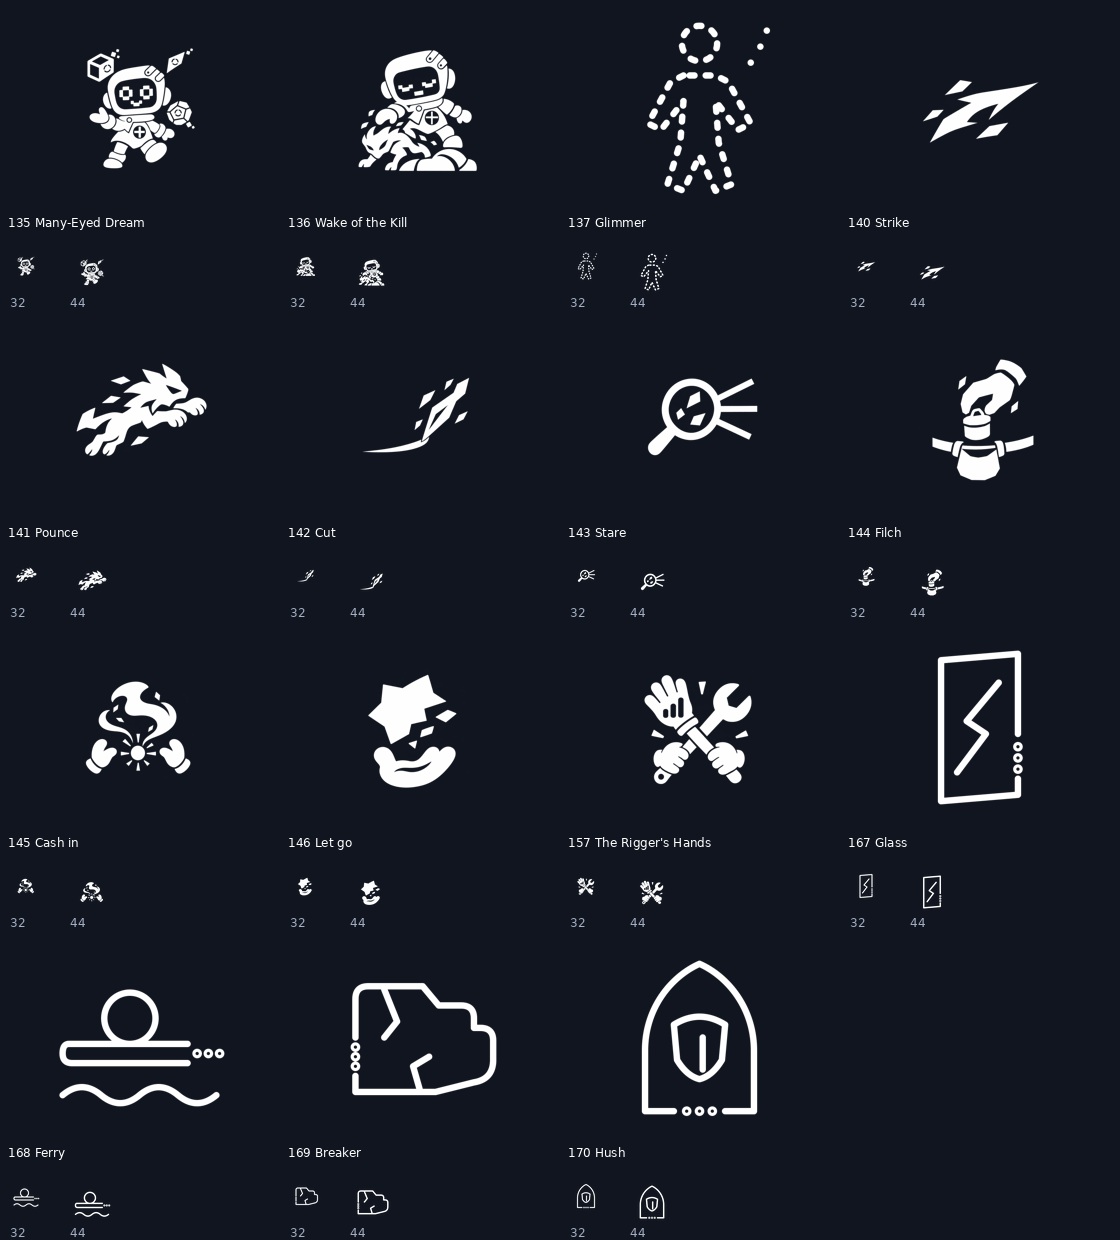 135 Many-Eyed Dream
136 Wake of the Kill
137 Glimmer
140 Strike
32 44
32 44
32 44
32 44
141 Pounce
142 Cut
143 Stare
144 Filch
32 44
32 44
32 44
32 44
145 Cash in
146 Let go
157 The Rigger's Hands
167 Glass
32 44
32 44
32 44
32 44
168 Ferry
169 Breaker
170 Hush
32 44
32 44
32 44